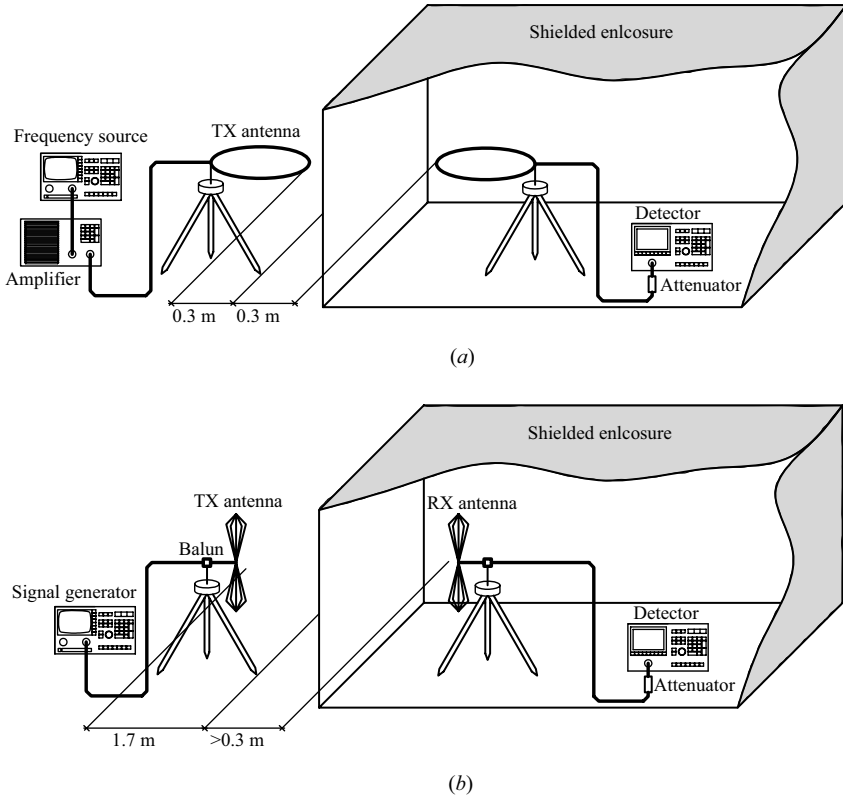 Shielded enlcosure
Frequency source
TX antenna
Detector
Amplifier
Attenuator
0.3 m
0.3 m
(a)
Shielded enlcosure
TX antenna
RX antenna
Balun
Signal generator
Detector
Attenuator
1.7 m
>0.3 m
(b)